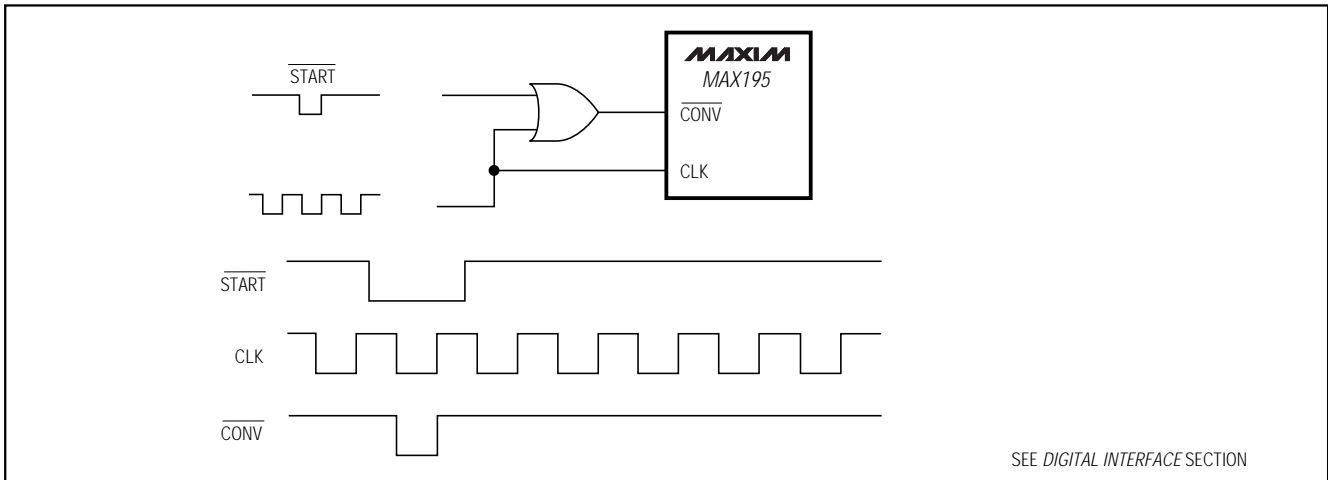 MAXIM
START
MAX195
CONV
CLK
START
CLK
CONV
SEE DIGITAL INTERFACE SECTION